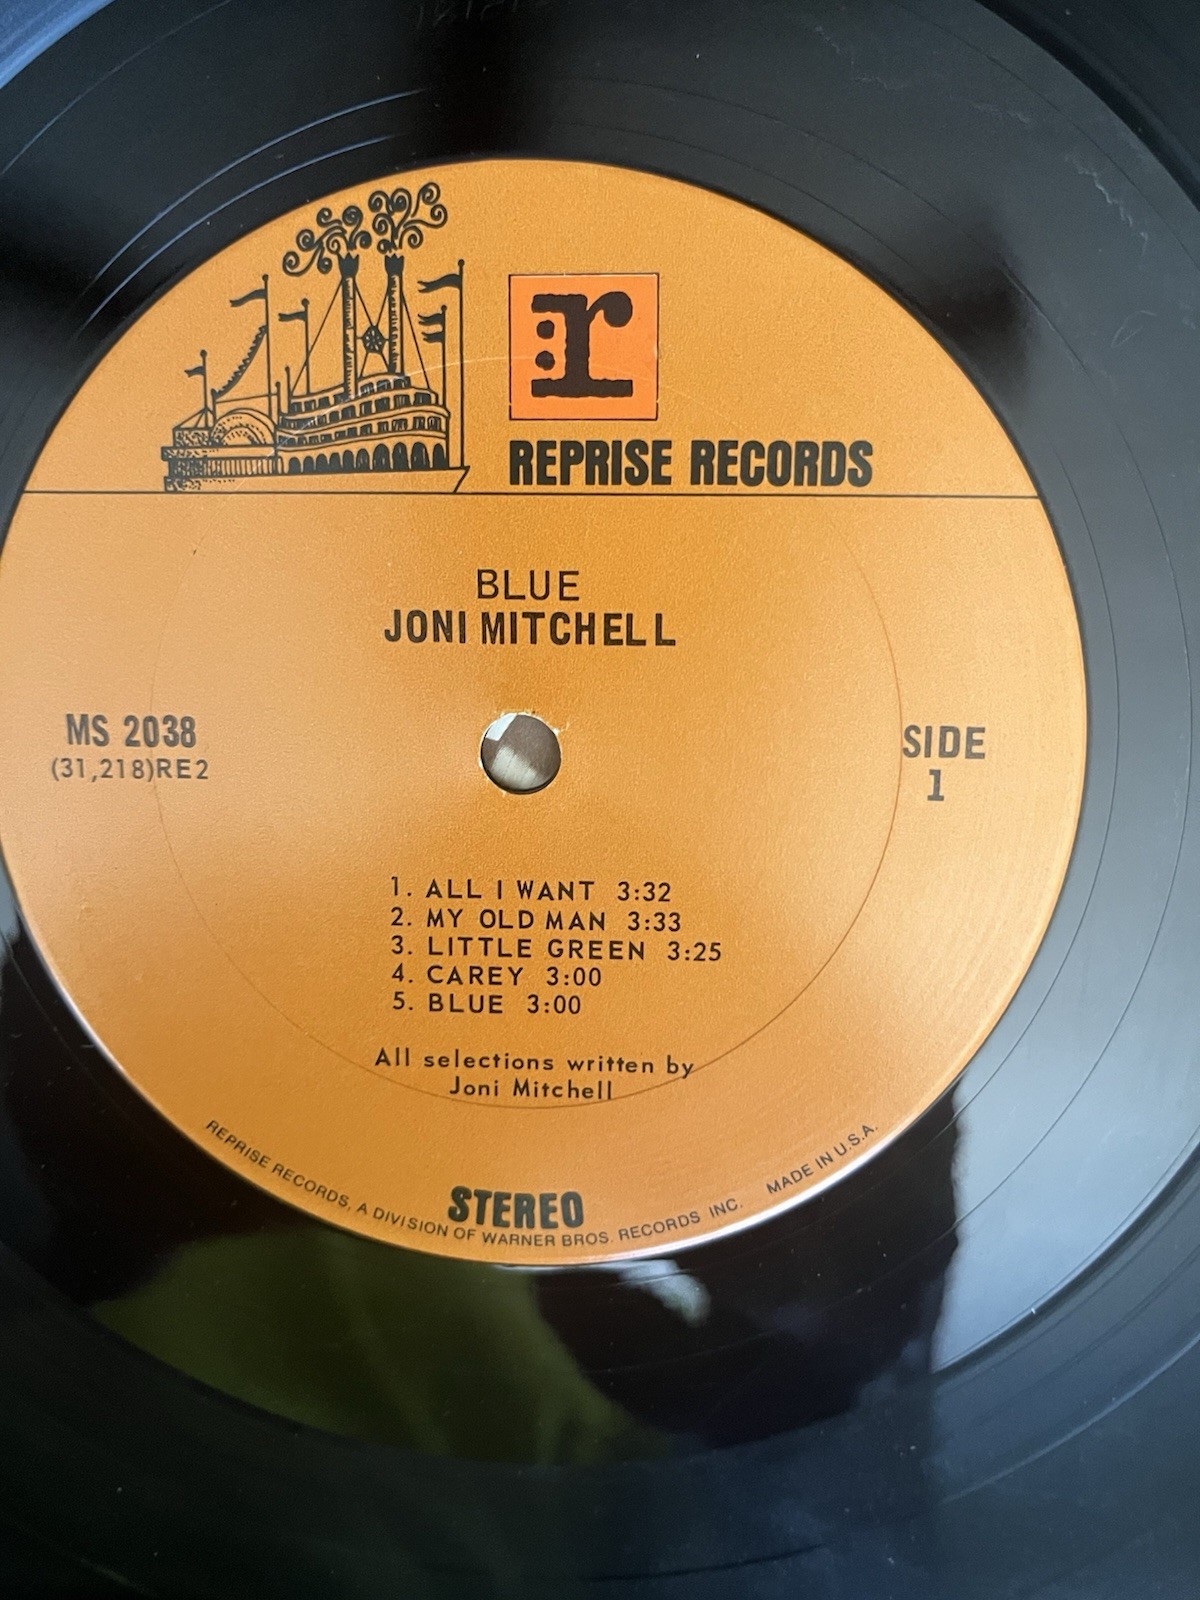 r
REPRISE RECORDS
BLUE
JONI MITCHELL
MS 2038
(31,218)RE2
SIDE
1
1. ALL I WANT 3:32
2. MY OLD MAN 3:33
3. LITTLE GREEN 3:25
4. CAREY 3:00
5. BLUE 3:00
All selections written by
Joni Mitchell
STEREO
REPRISE RECORDS, A DIVISION OF WARNER BROS. RECORDS INC. MADE IN U.S.A.